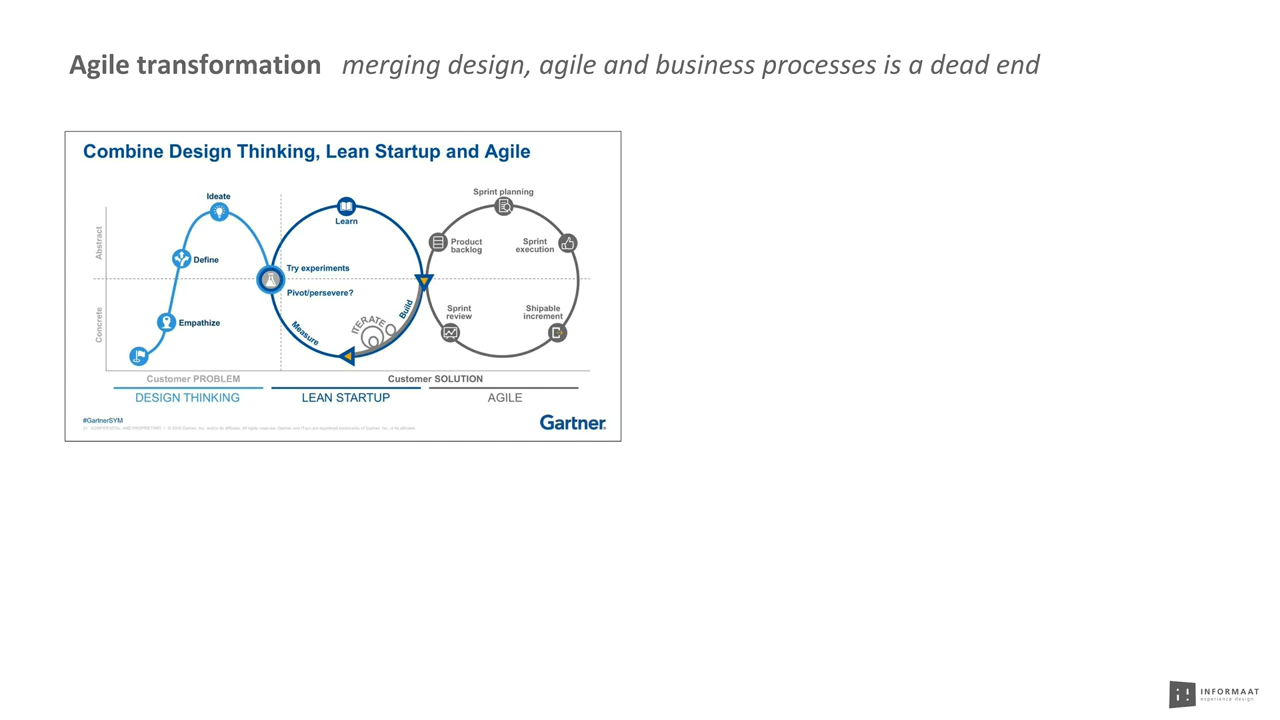 Agile transformation merging design, agile and business processes is a dead end
Combine Design Thinking, Lean Startup and Agile
Ideate
Define
Empathize
Abstract
Concrete
Learn
Try experiments
Pivot/persevere?
Measure
ITERATE
Build
Sprint planning
Product
backlog
Sprint
execution
Sprint
review
Shipable
increment
Customer PROBLEM
Customer SOLUTION
DESIGN THINKING
LEAN STARTUP
AGILE
#GartnerSYM
Gartner
INFORMAAT
experience design